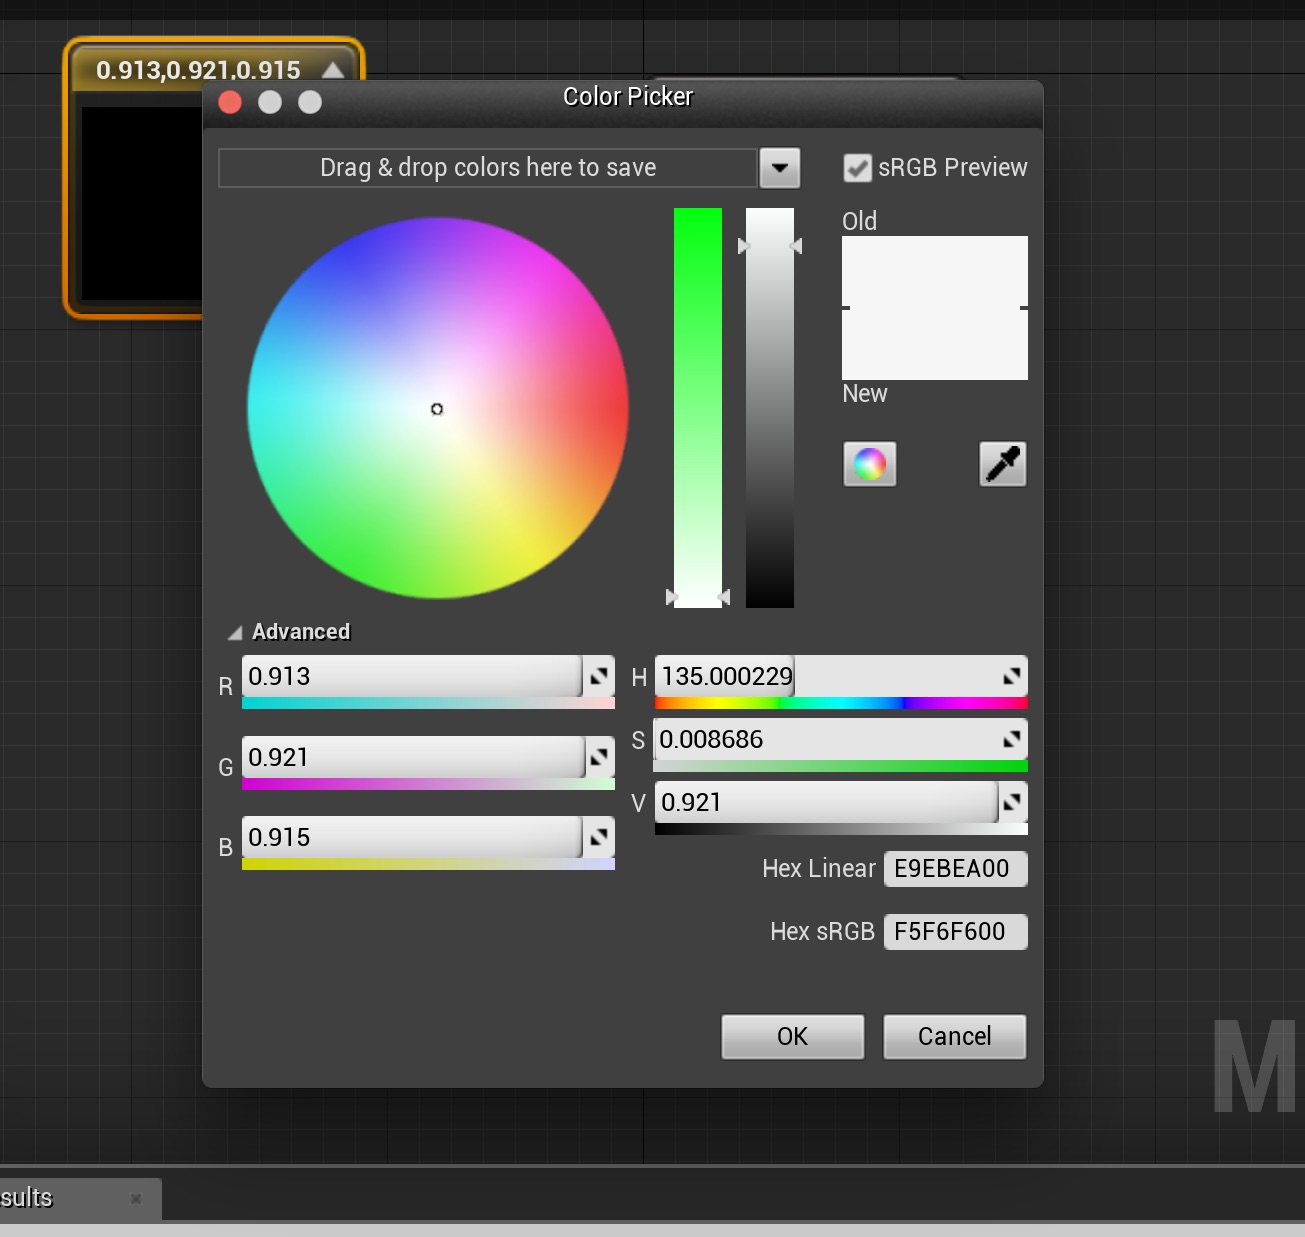 0.913,0.921,0.915
Color Picker
Drag & drop colors here to save
sRGB Preview
Old
New
Advanced
R 0.913
H 135.000229
S 0.008686
G 0.921
V 0.921
B 0.915
Hex Linear E9EBEA00
Hex sRGB F5F6F600
OK Cancel
M
sults